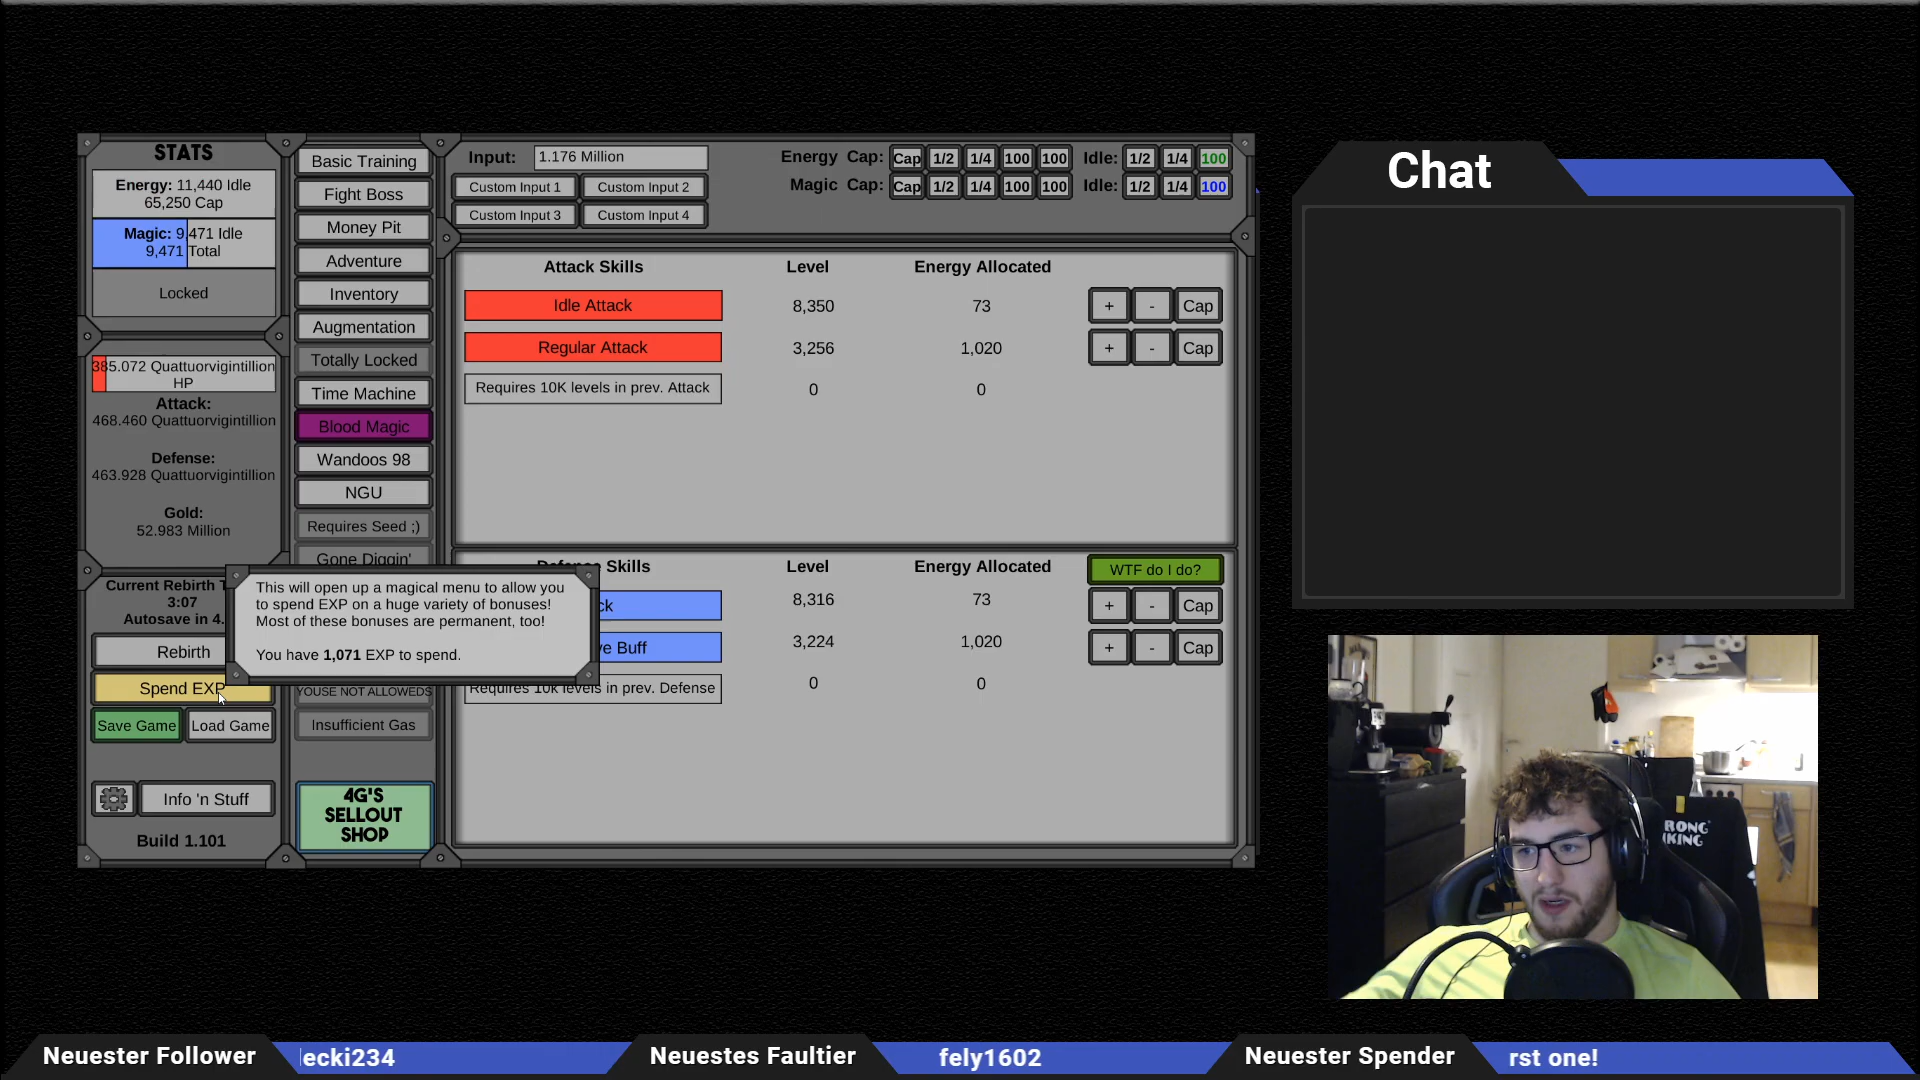 STATS
Energy: 11,440 Idle
65,250 Cap
Magic: 9,471 Idle
9,471 Total
Locked
385.072 Quattuorvigintillion
HP
Attack:
468.460 Quattuorvigintillion
Defense:
463.928 Quattuorvigintillion
Gold:
52.983 Million
Current Rebirth T
3:07
Autosave in 4.
Rebirth
Spend EXP
Save Game
Load Game
Info 'n Stuff
Build 1.101
Basic Training
Fight Boss
Money Pit
Adventure
Inventory
Augmentation
Totally Locked
Time Machine
Blood Magic
Wandoos 98
NGU
Requires Seed ;)
Gone Diggin'
YOUSE NOT ALLOWEDS
Insufficient Gas
4G'S
SELLOUT
SHOP
This will open up a magical menu to allow you
to spend EXP on a huge variety of bonuses!
Most of these bonuses are permanent, too!
You have 1,071 EXP to spend.
Input: 1.176 Million
Custom Input 1
Custom Input 2
Custom Input 3
Custom Input 4
Energy Cap: Cap 1/2 1/4 100 100 Idle: 1/2 1/4 100
Magic Cap: Cap 1/2 1/4 100 100 Idle: 1/2 1/4 100
Attack Skills Level Energy Allocated
Idle Attack 8,350 73 + - Cap
Regular Attack 3,256 1,020 + - Cap
Requires 10K levels in prev. Attack 0 0
Skills Level Energy Allocated WTF do I do?
ck 8,316 73 + - Cap
ve Buff 3,224 1,020 + - Cap
Requires 10k levels in prev. Defense 0 0
Chat
RONG
IKING
Neuester Follower
ecki234
Neuestes Faultier
fely1602
Neuester Spender
rst one!